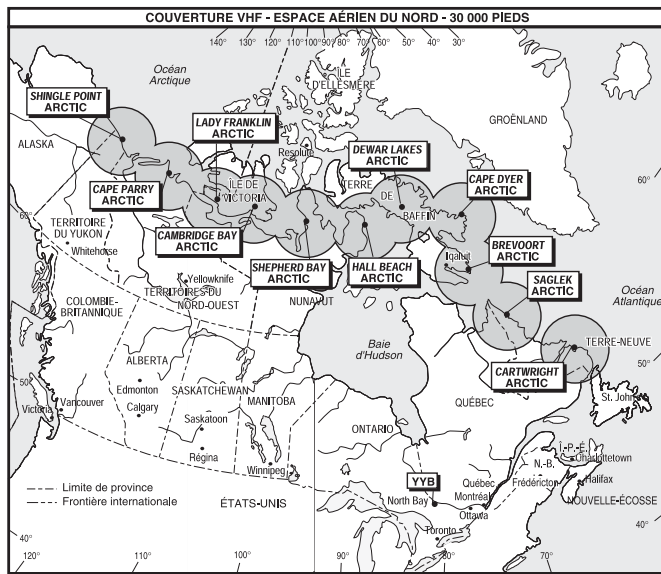 COUVERTURE VHF - ESPACE AÉRIEN DU NORD - 30 000 PIEDS
140° 130° 120° 110° 100° 90° 80° 70° 60° 50° 40° 30°
Océan
Arctique
ÎLE
D'ELLESMÈRE
GROËNLAND
SHINGLE POINT
ARCTIC
LADY FRANKLIN
ARCTIC
ALASKA
Resolute
DEWAR LAKES
ARCTIC
CAPE DYER
ARCTIC
CAPE PARRY
ARCTIC
ÎLE DE
VICTORIA
TERRE
DE
BAFFIN
60°
60°
TERRITOIRE
DU YUKON
Whitehorse
CAMBRIDGE BAY
ARCTIC
SHEPHERD BAY
ARCTIC
HALL BEACH
ARCTIC
Iqaluit
BREVOORT
ARCTIC
Yellowknife
TERRITOIRES DU
NORD-OUEST
NUNAVUT
SAGLEK
ARCTIC
Océan
Atlantique
COLOMBIE-
BRITANNIQUE
Baie
d'Hudson
TERRE-NEUVE
ALBERTA
CARTWRIGHT
ARCTIC
50°
50°
Edmonton
SASKATCHEWAN
MANITOBA
QUÉBEC
St. John's
Vancouver
Victoria
Calgary
Saskatoon
ONTARIO
Î.-P.-É.
Charlottetown
Régina
Winnipeg
N.-B.
Québec
Frédéricton
Halifax
YYB
North Bay
Montréal
Ottawa
NOUVELLE-ÉCOSSE
Limite de province
Frontière internationale
ÉTATS-UNIS
Toronto
40°
40°
120° 110° 100° 90° 80° 70°